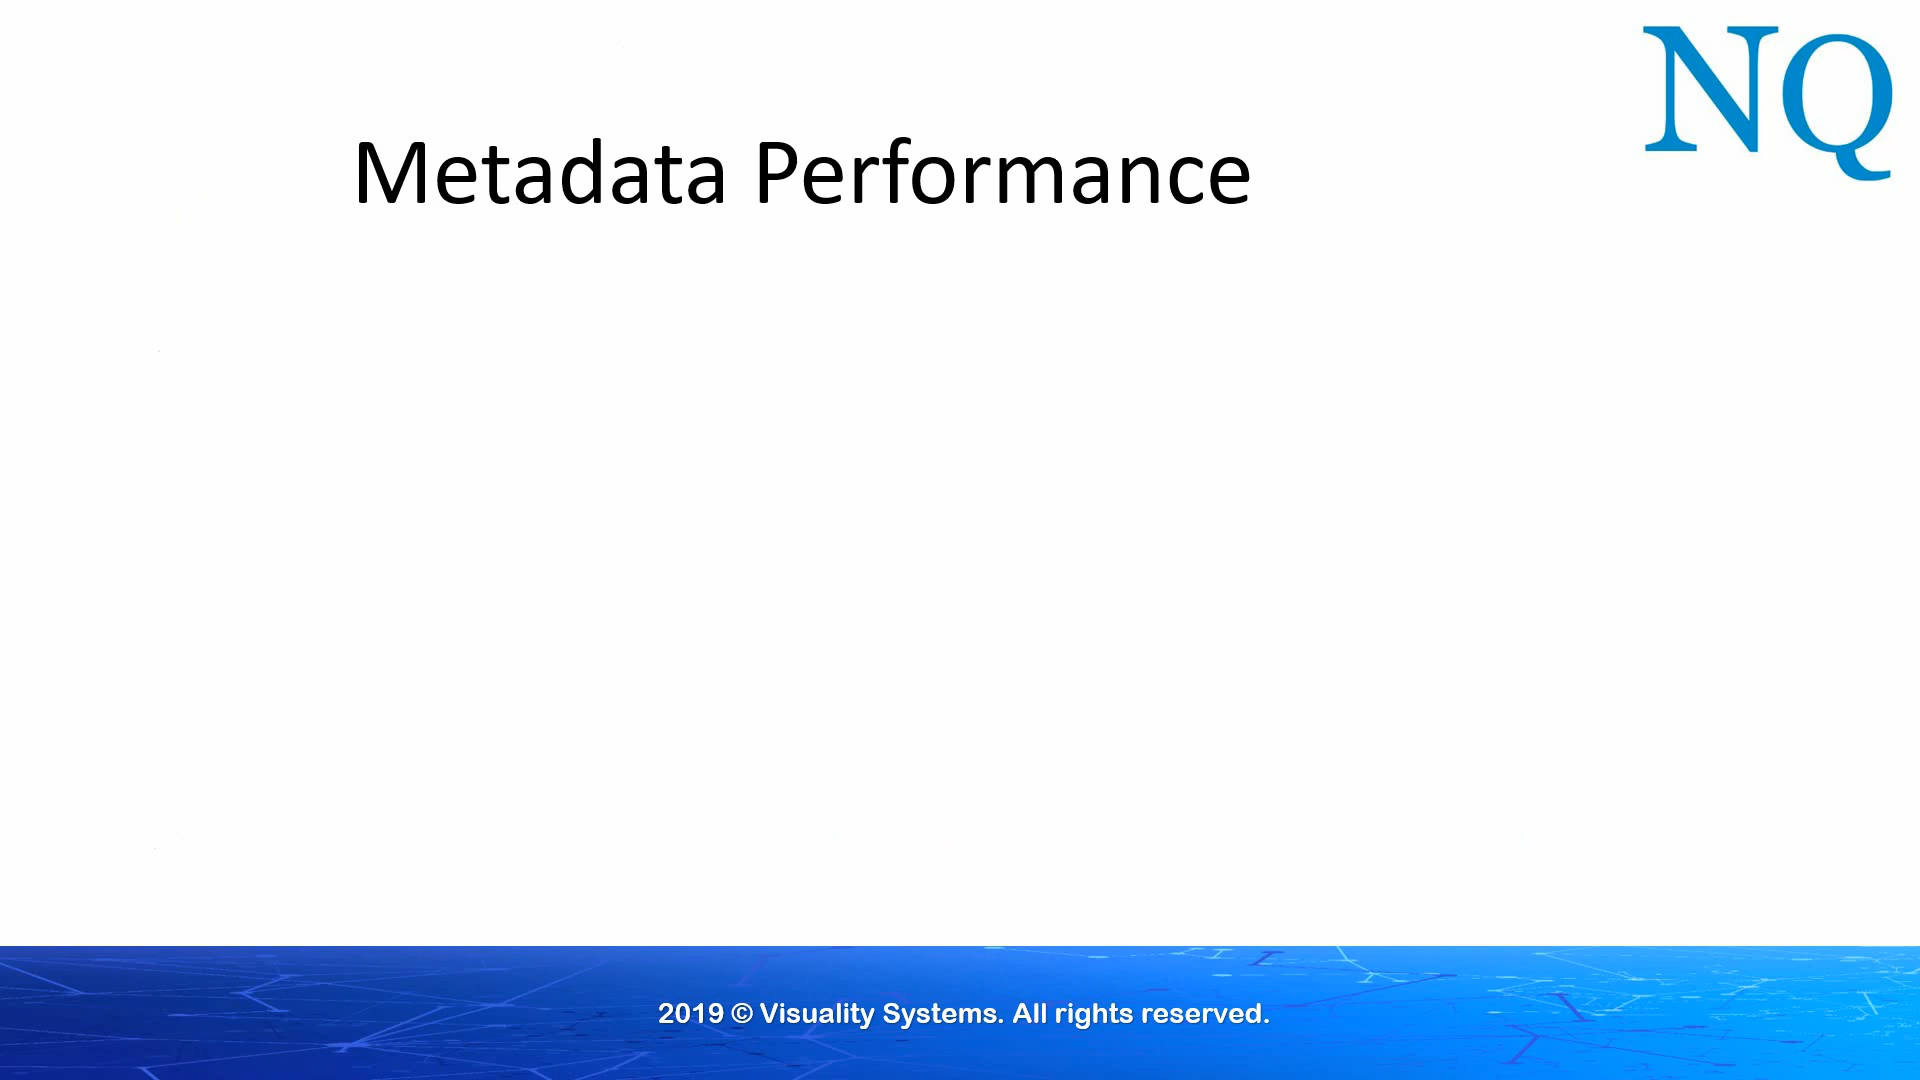 NQ
Metadata Performance
2019 © Visuality Systems. All rights reserved.